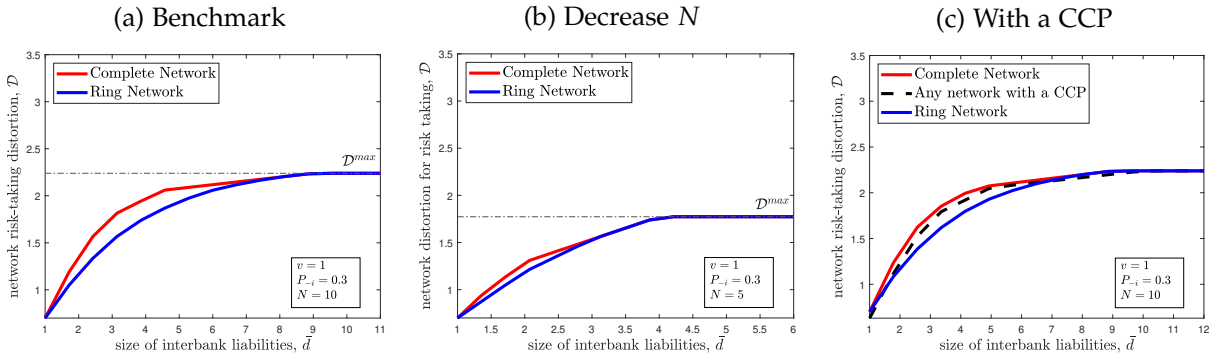 (a) Benchmark
network risk-taking distortion, 𝒟
3.5
3
2.5
2
1.5
1
Complete Network
Ring Network
𝒟^max
v = 1
P_{-i} = 0.3
N = 10
1 2 3 4 5 6 7 8 9 10 11
size of interbank liabilities, d̄
(b) Decrease N
network distortion for risk taking, 𝒟
3.5
3
2.5
2
1.5
1
Complete Network
Ring Network
𝒟^max
v = 1
P_{-i} = 0.3
N = 5
1 1.5 2 2.5 3 3.5 4 4.5 5 5.5 6
size of interbank liabilities, d̄
(c) With a CCP
network risk-taking distortion, 𝒟
3.5
3
2.5
2
1.5
1
Complete Network
Any network with a CCP
Ring Network
v = 1
P_{-i} = 0.3
N = 10
1 2 3 4 5 6 7 8 9 10 11 12
size of interbank liabilities, d̄